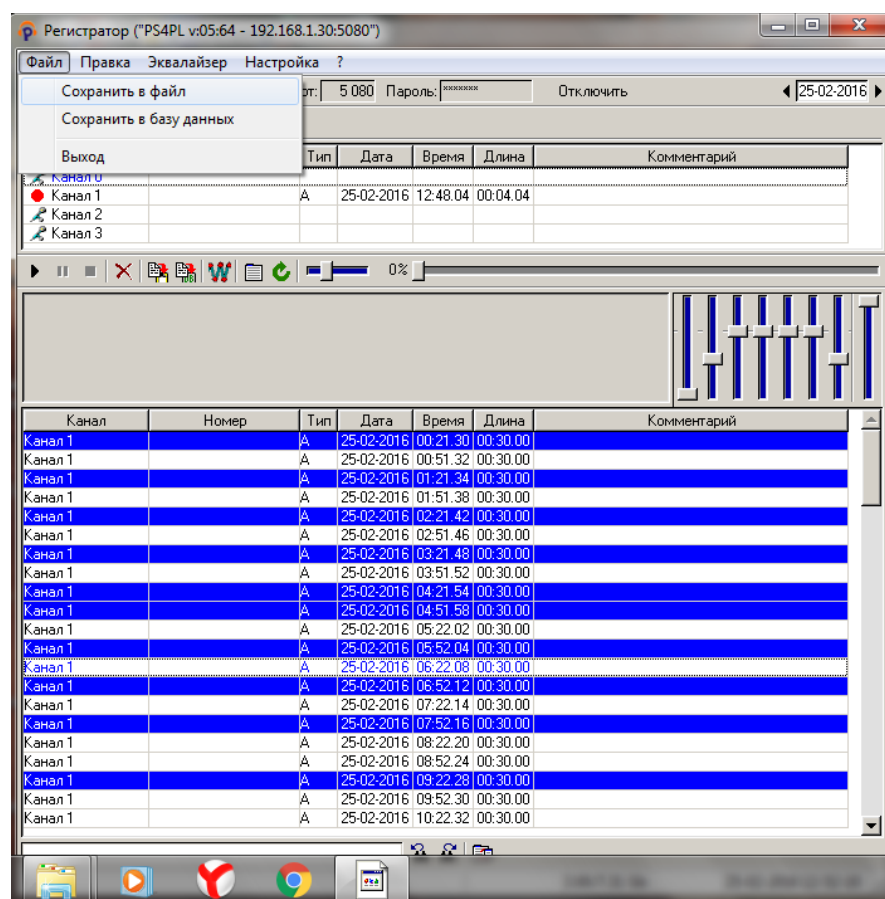 Регистратор ("PS4PL v:05:64 - 192.168.1.30:5080")
Файл Правка Эквалайзер Настройка ?
Сохранить в файл
Сохранить в базу данных
Выход
5 080 Пароль: ******* Отключить 25-02-2016
Тип Дата Время Длина Комментарий
Канал 0
Канал 1 A 25-02-2016 12:48.04 00:04.04
Канал 2
Канал 3
0%
Канал Номер Тип Дата Время Длина Комментарий
Канал 1 A 25-02-2016 00:21.30 00:30.00
Канал 1 A 25-02-2016 00:51.32 00:30.00
Канал 1 A 25-02-2016 01:21.34 00:30.00
Канал 1 A 25-02-2016 01:51.38 00:30.00
Канал 1 A 25-02-2016 02:21.42 00:30.00
Канал 1 A 25-02-2016 02:51.46 00:30.00
Канал 1 A 25-02-2016 03:21.48 00:30.00
Канал 1 A 25-02-2016 03:51.52 00:30.00
Канал 1 A 25-02-2016 04:21.54 00:30.00
Канал 1 A 25-02-2016 04:51.58 00:30.00
Канал 1 A 25-02-2016 05:22.02 00:30.00
Канал 1 A 25-02-2016 05:52.04 00:30.00
Канал 1 A 25-02-2016 06:22.08 00:30.00
Канал 1 A 25-02-2016 06:52.12 00:30.00
Канал 1 A 25-02-2016 07:22.14 00:30.00
Канал 1 A 25-02-2016 07:52.16 00:30.00
Канал 1 A 25-02-2016 08:22.20 00:30.00
Канал 1 A 25-02-2016 08:52.24 00:30.00
Канал 1 A 25-02-2016 09:22.28 00:30.00
Канал 1 A 25-02-2016 09:52.30 00:30.00
Канал 1 A 25-02-2016 10:22.32 00:30.00